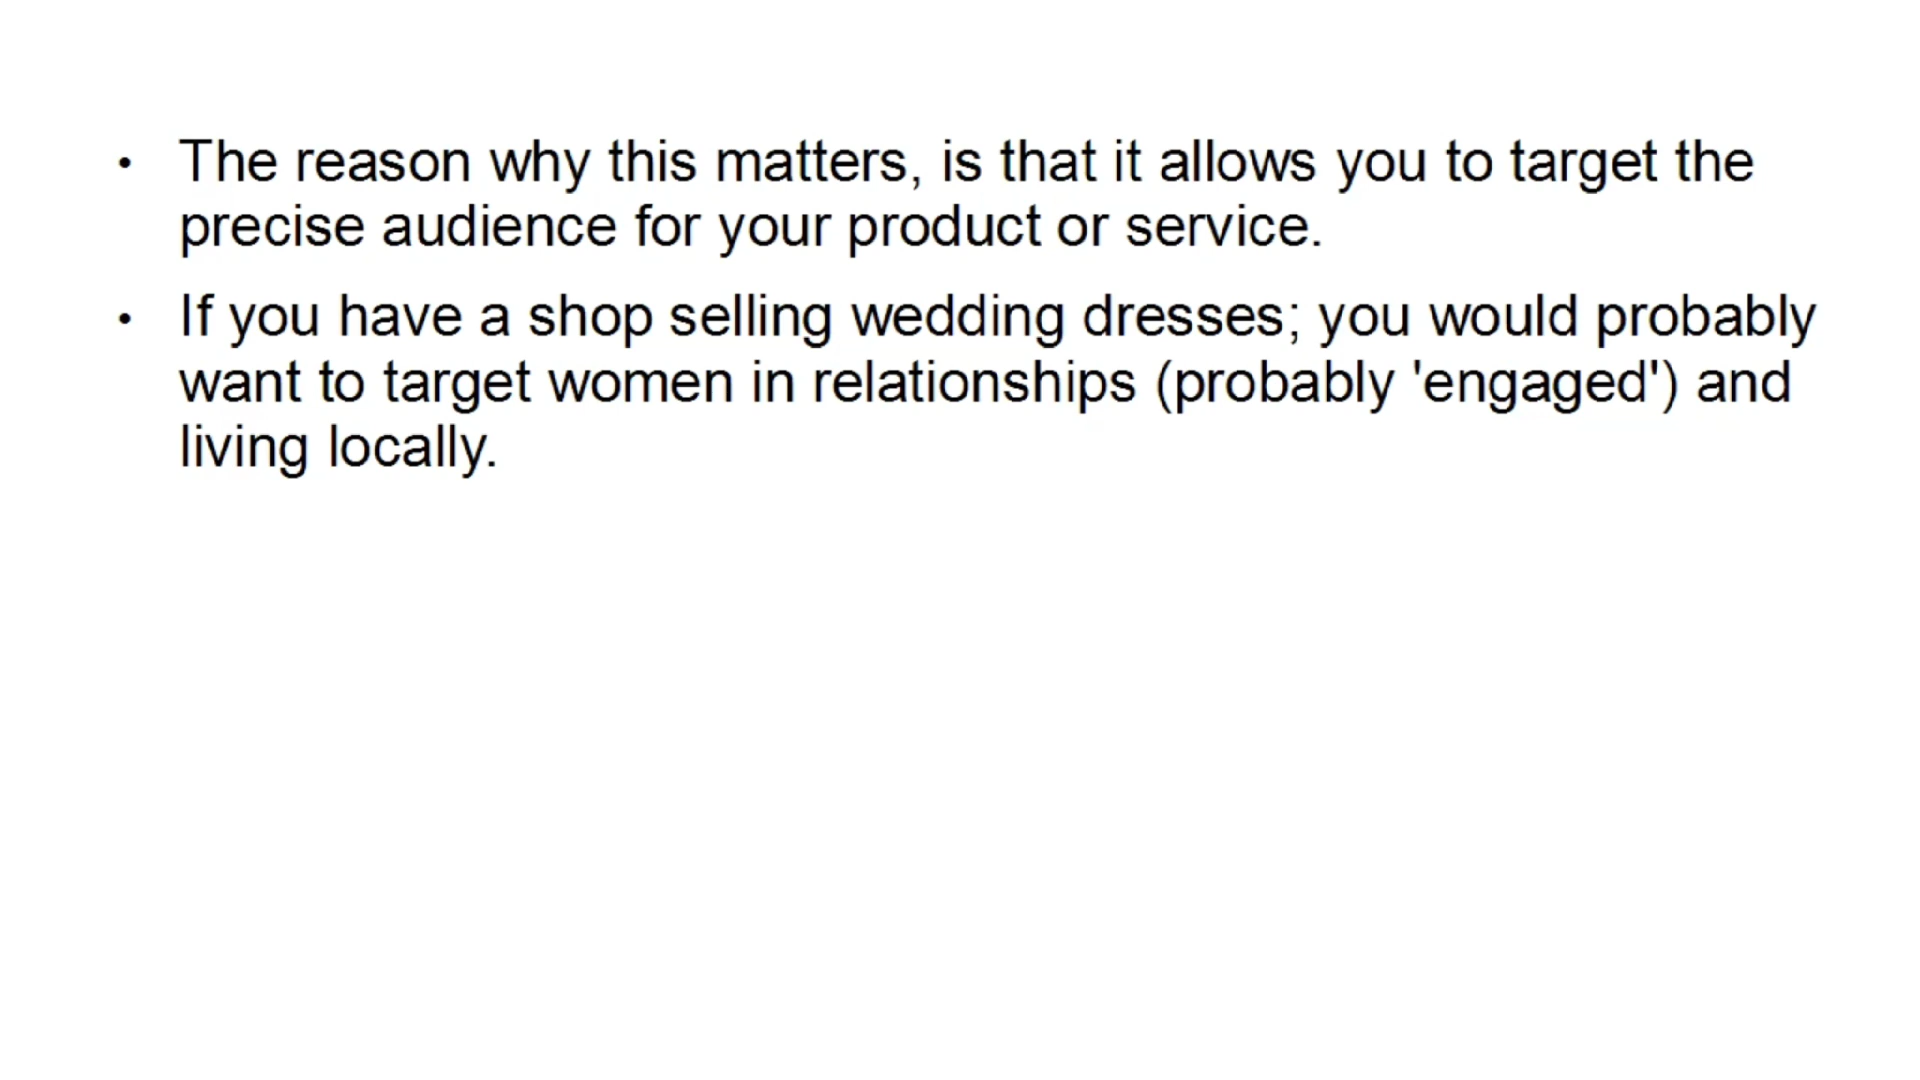 • The reason why this matters, is that it allows you to target the
precise audience for your product or service.
• If you have a shop selling wedding dresses; you would probably
want to target women in relationships (probably 'engaged') and
living locally.